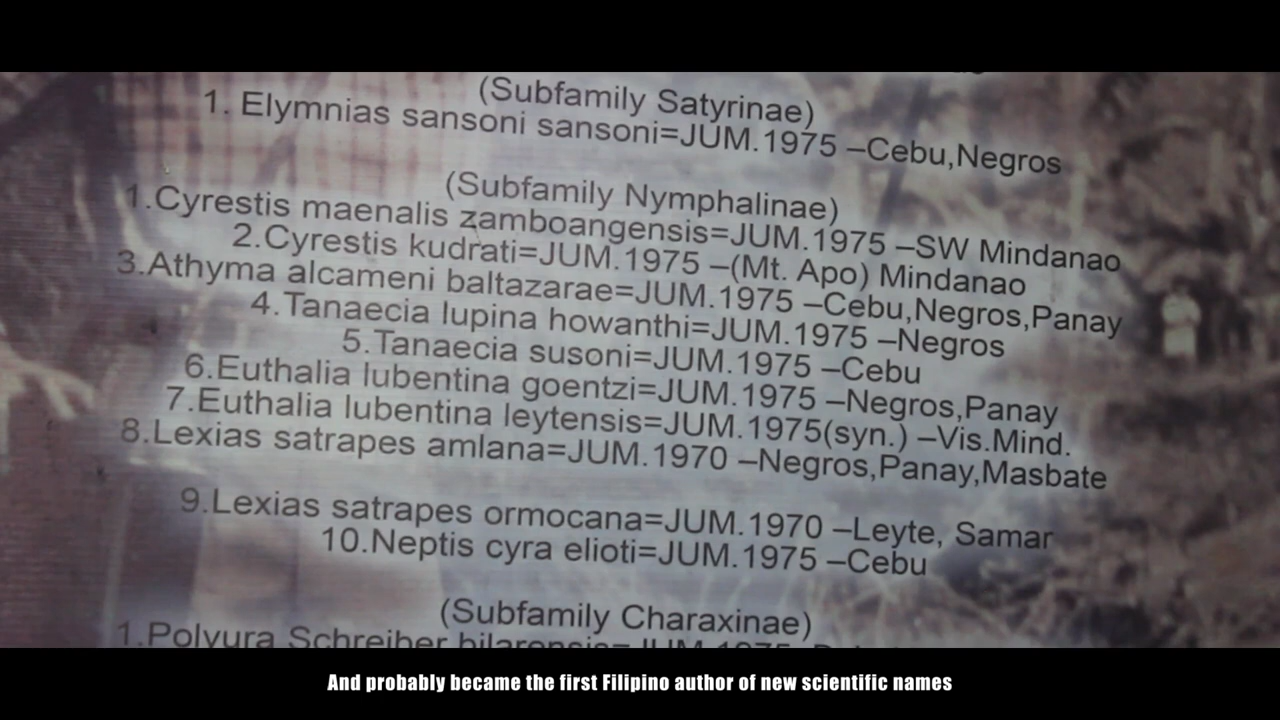 (Subfamily Satyrinae)
1. Elymnias sansoni sansoni=JUM.1975 –Cebu,Negros
(Subfamily Nymphalinae)
1.Cyrestis maenalis zamboangensis=JUM.1975 –SW Mindanao
2.Cyrestis kudrati=JUM.1975 –(Mt. Apo) Mindanao
3.Athyma alcameni baltazarae=JUM.1975 –Cebu,Negros,Panay
4.Tanaecia lupina howanthi=JUM.1975 –Negros
5.Tanaecia susoni=JUM.1975 –Cebu
6.Euthalia lubentina goentzi=JUM.1975 –Negros,Panay
7.Euthalia lubentina leytensis=JUM.1975(syn.) –Vis.Mind.
8.Lexias satrapes amlana=JUM.1970 –Negros,Panay,Masbate
9.Lexias satrapes ormocana=JUM.1970 –Leyte, Samar
10.Neptis cyra elioti=JUM.1975 –Cebu
(Subfamily Charaxinae)
1.Polyura Schreiber
And probably became the first Filipino author of new scientific names